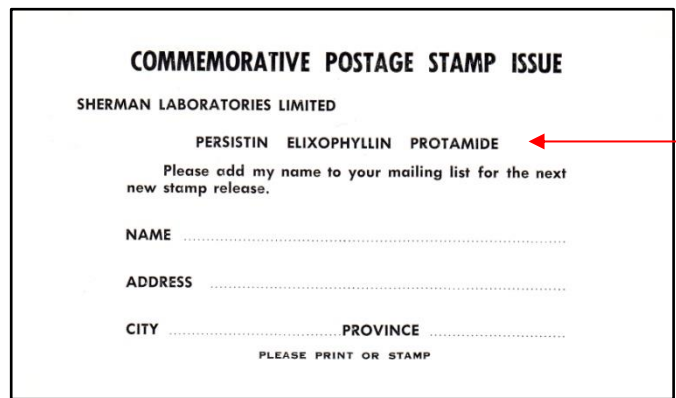 COMMEMORATIVE POSTAGE STAMP ISSUE
SHERMAN LABORATORIES LIMITED
PERSISTIN ELIXOPHYLLIN PROTAMIDE
Please add my name to your mailing list for the next
new stamp release.
NAME
ADDRESS
CITY PROVINCE
PLEASE PRINT OR STAMP